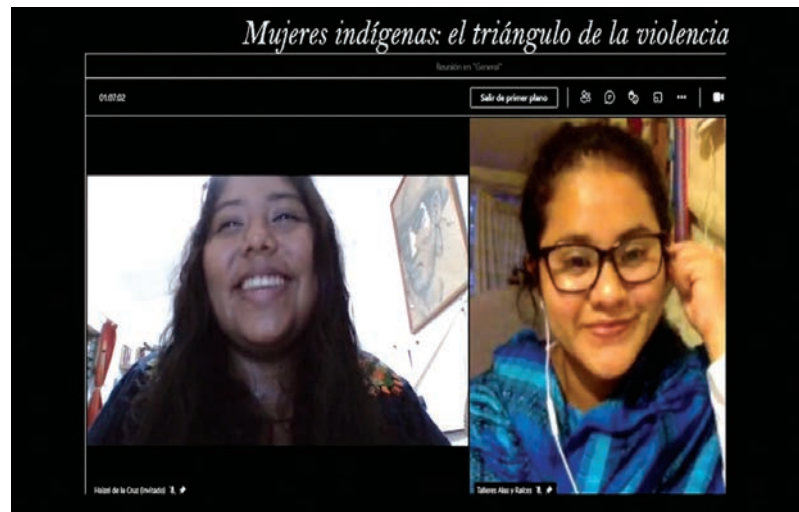 Mujeres indígenas: el triángulo de la violencia
Reunión en "General"
01:07:02
Salir de primer plano
Haizel de la Cruz (Invitado)
Talleres Alas y Raíces